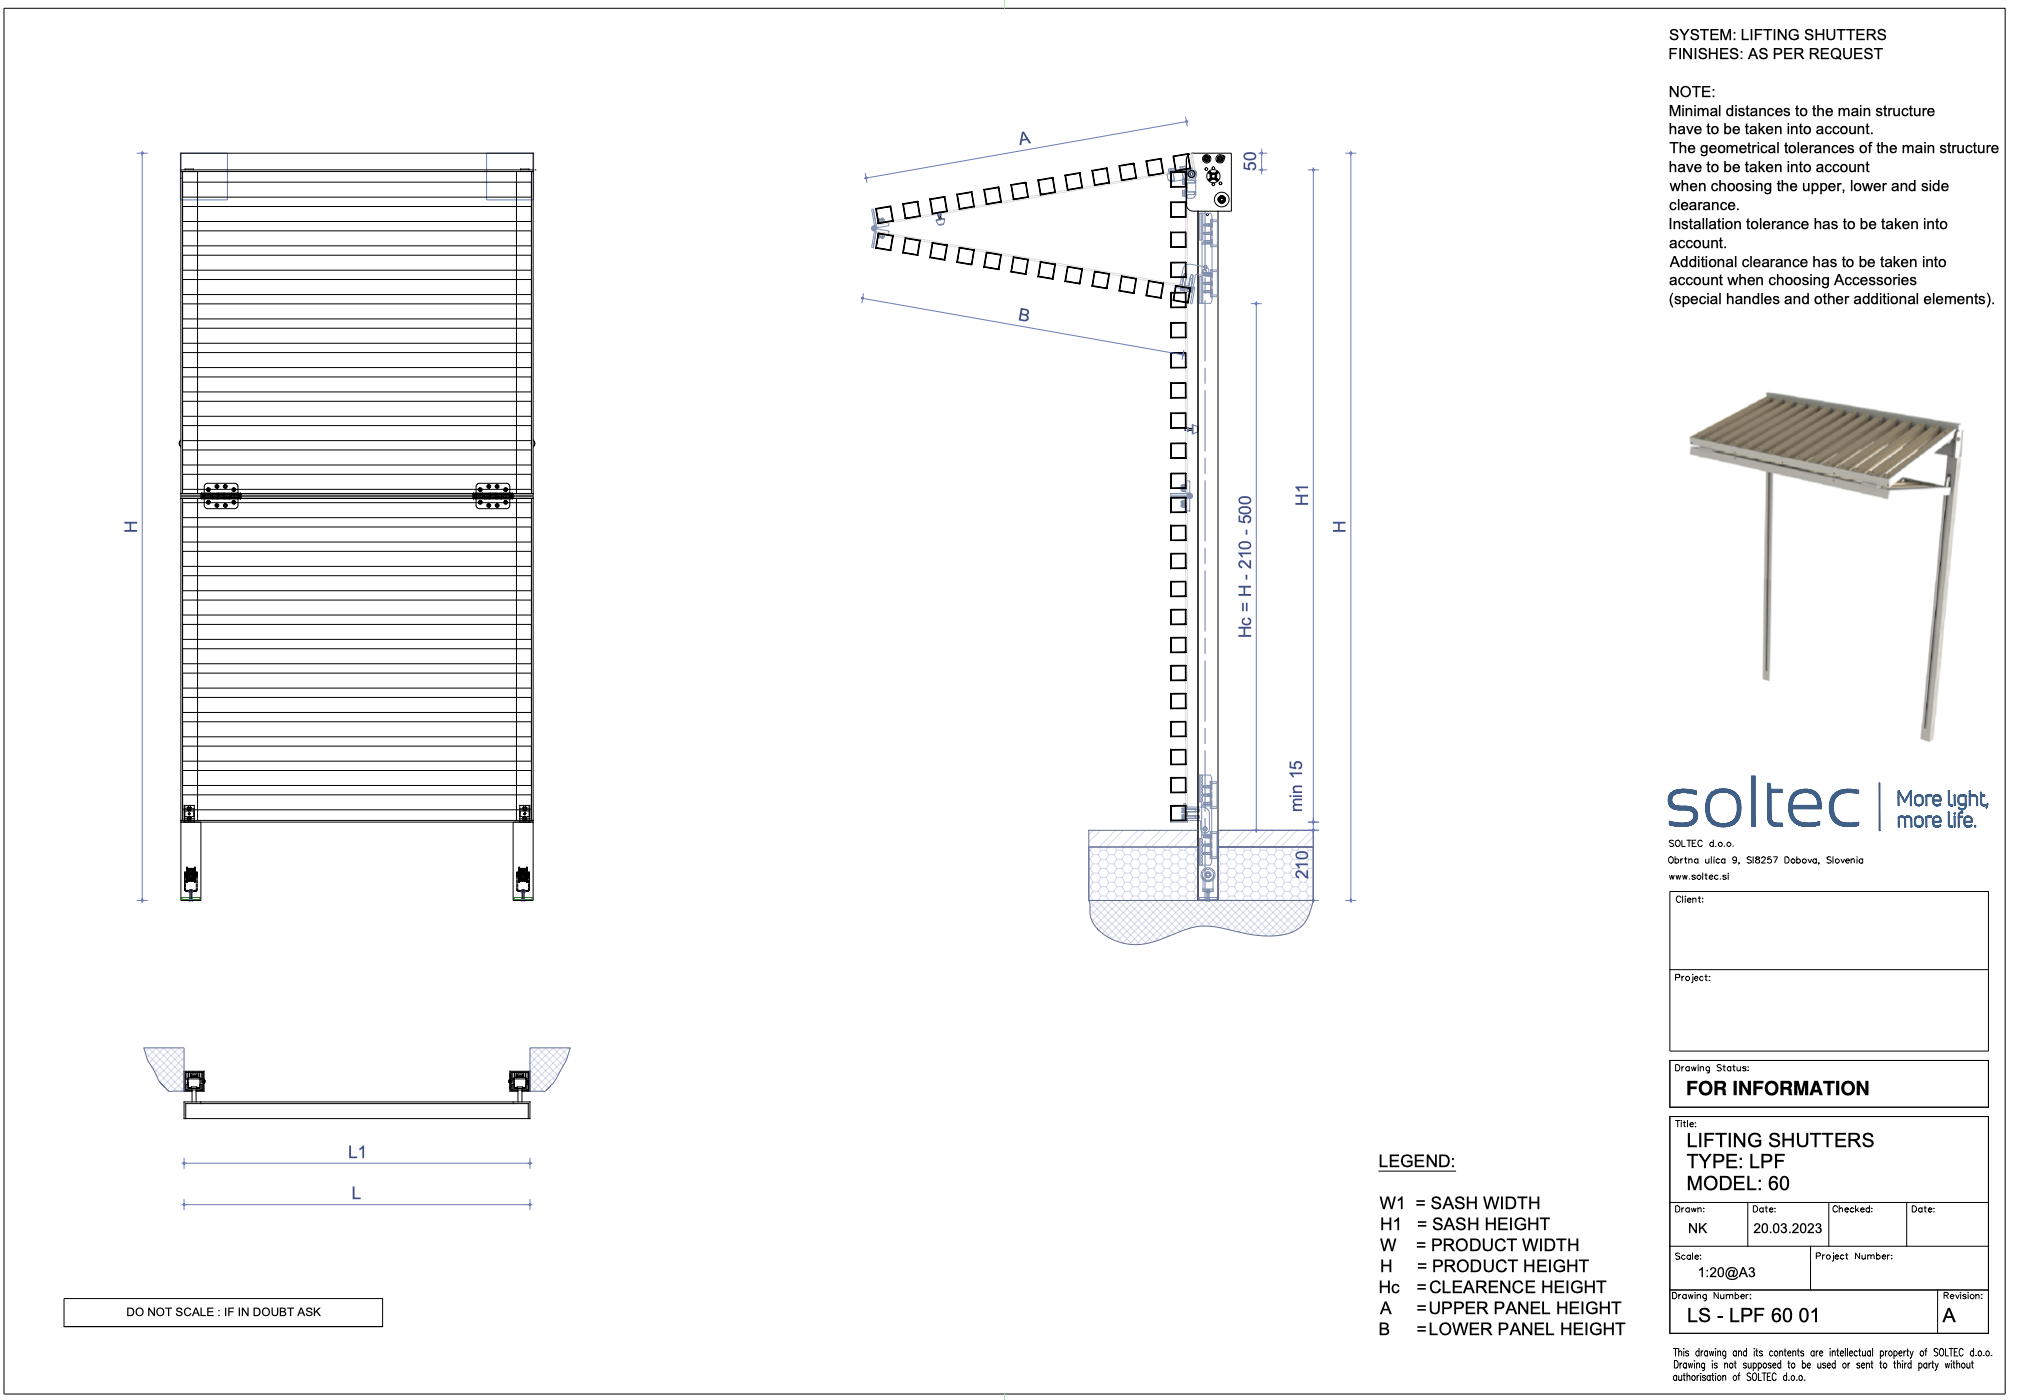 SYSTEM: LIFTING SHUTTERS
FINISHES: AS PER REQUEST
NOTE:
Minimal distances to the main structure
have to be taken into account.
The geometrical tolerances of the main structure
have to be taken into account
when choosing the upper, lower and side
clearance.
Installation tolerance has to be taken into
account.
Additional clearance has to be taken into
account when choosing Accessories
(special handles and other additional elements).
A
50
B
H
Hc = H - 210 - 500
H1
H
min 15
210
L1
L
soltec
More light,
more life.
SOLTEC d.o.o.
Obrtna ulica 9, SI8257 Dobova, Slovenia
www.soltec.si
Client:
Project:
Drawing Status:
FOR INFORMATION
Title:
LIFTING SHUTTERS
TYPE: LPF
MODEL: 60
Drawn: Date: Checked: Date:
NK 20.03.2023
Scale: Project Number:
1:20@A3
Drawing Number: Revision:
LS - LPF 60 01 A
This drawing and its contents are intellectual property of SOLTEC d.o.o.
Drawing is not supposed to be used or sent to third party without
authorisation of SOLTEC d.o.o.
LEGEND:
W1 = SASH WIDTH
H1 = SASH HEIGHT
W = PRODUCT WIDTH
H = PRODUCT HEIGHT
Hc = CLEARENCE HEIGHT
A =UPPER PANEL HEIGHT
B =LOWER PANEL HEIGHT
DO NOT SCALE : IF IN DOUBT ASK